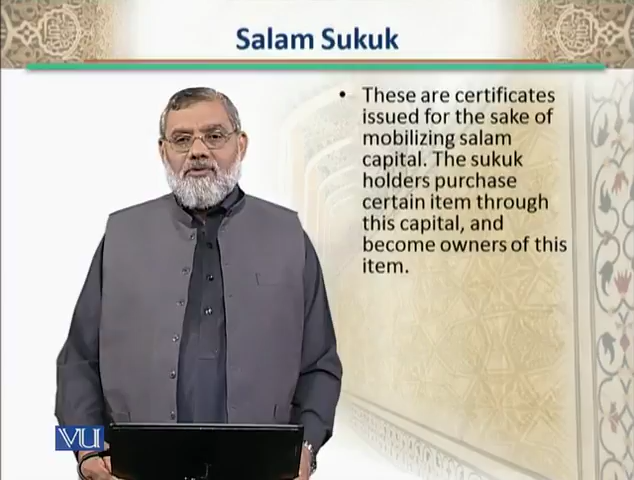 Salam Sukuk
• These are certificates
issued for the sake of
mobilizing salam
capital. The sukuk
holders purchase
certain item through
this capital, and
become owners of this
item.
VU